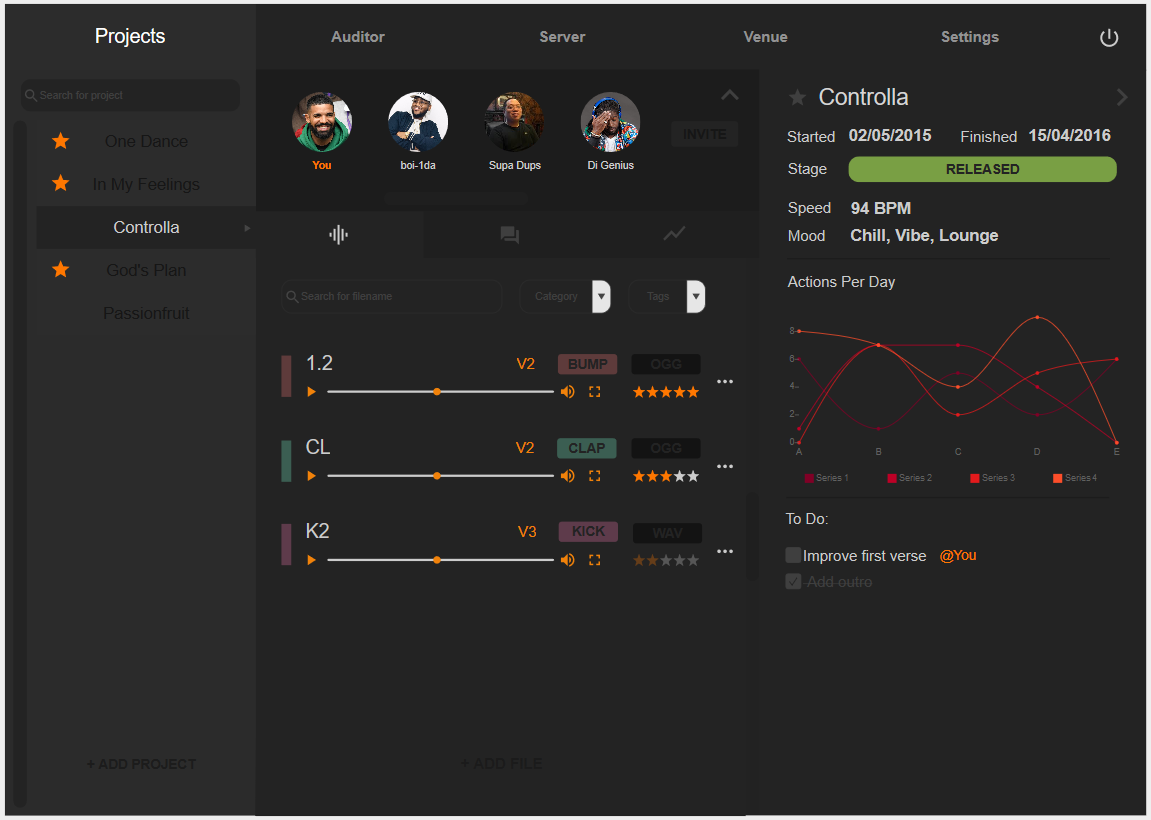 Projects
Auditor
Server
Venue
Settings
Search for project
One Dance
In My Feelings
Controlla
God's Plan
Passionfruit
+ ADD PROJECT
You
boi-1da
Supa Dups
Di Genius
INVITE
Search for filename
Category
Tags
1.2 V2 BUMP OGG
CL V2 CLAP OGG
K2 V3 KICK WAV
+ ADD FILE
Controlla
Started 02/05/2015 Finished 15/04/2016
Stage RELEASED
Speed 94 BPM
Mood Chill, Vibe, Lounge
Actions Per Day
8
6
4
2
0
A B C D E
Series 1 Series 2 Series 3 Series 4
To Do:
Improve first verse @You
Add outro